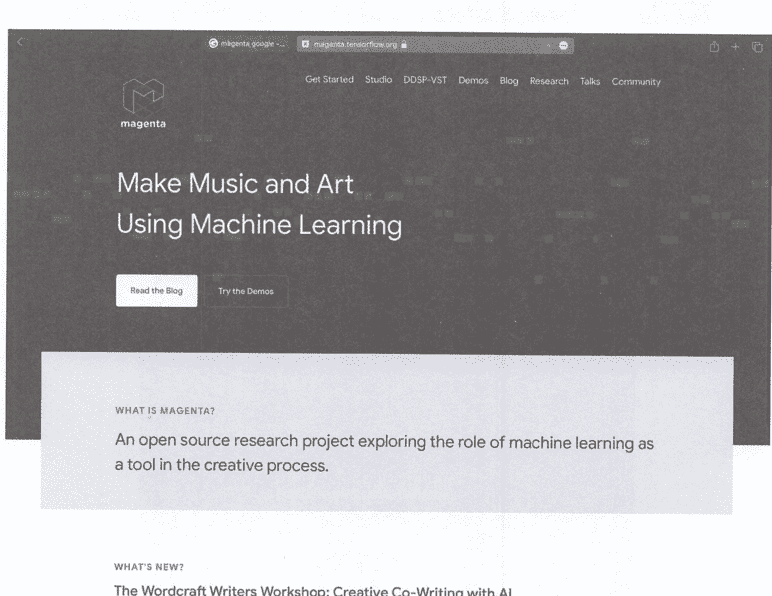 magenta google -...
magenta.tensorflow.org
Get Started Studio DDSP-VST Demos Blog Research Talks Community
magenta
Make Music and Art
Using Machine Learning
Read the Blog Try the Demos
WHAT IS MAGENTA?
An open source research project exploring the role of machine learning as
a tool in the creative process.
WHAT'S NEW?
The Wordcraft Writers Workshop: Creative Co-Writing with AI